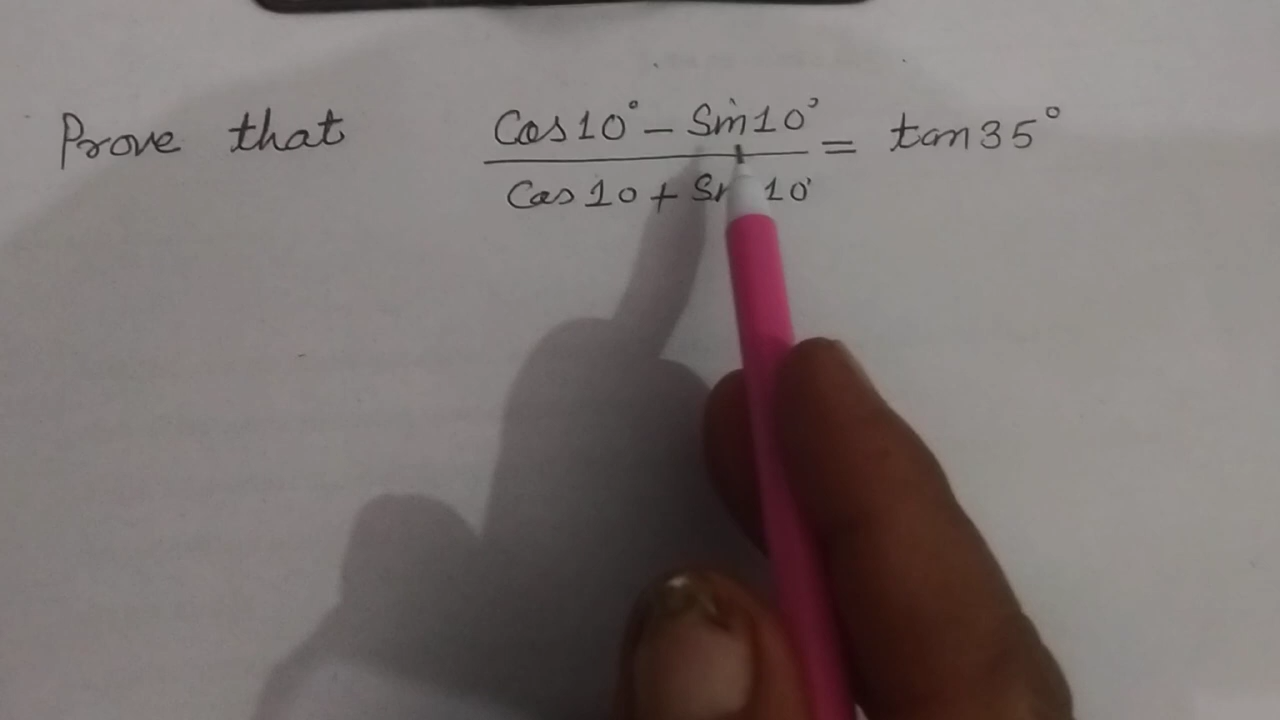 Prove that Cos10° - Sin10° / Cos10 + 10° = tan35°